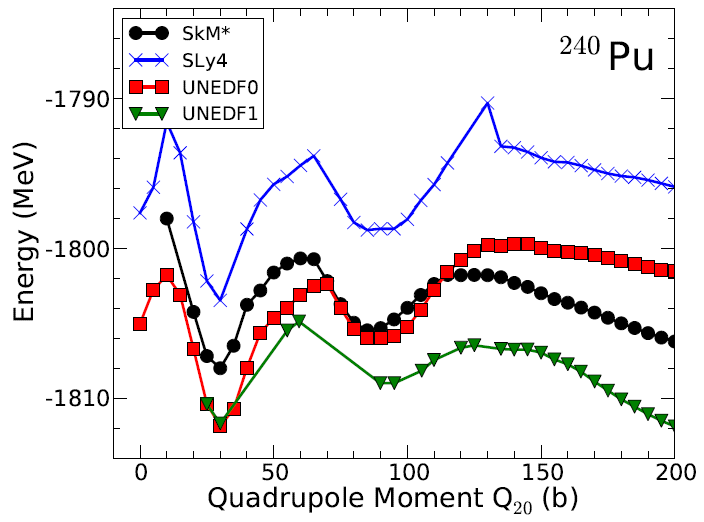 SkM*
SLy4
UNEDF0
UNEDF1
²⁴⁰Pu
Energy (MeV)
-1790
-1800
-1810
0 50 100 150 200
Quadrupole Moment Q₂₀ (b)